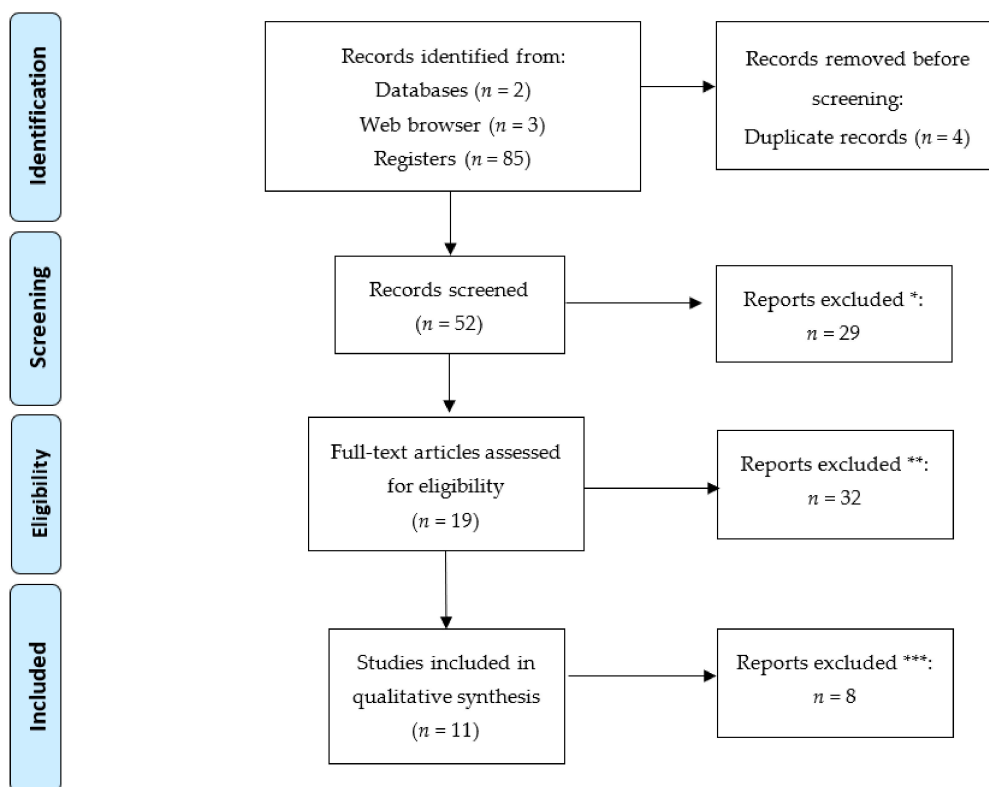 Identification
Records identified from:
Databases (n = 2)
Web browser (n = 3)
Registers (n = 85)
Records removed before
screening:
Duplicate records (n = 4)
Screening
Records screened
(n = 52)
Reports excluded *:
n = 29
Eligibility
Full-text articles assessed
for eligibility
(n = 19)
Reports excluded **:
n = 32
Included
Studies included in
qualitative synthesis
(n = 11)
Reports excluded ***:
n = 8